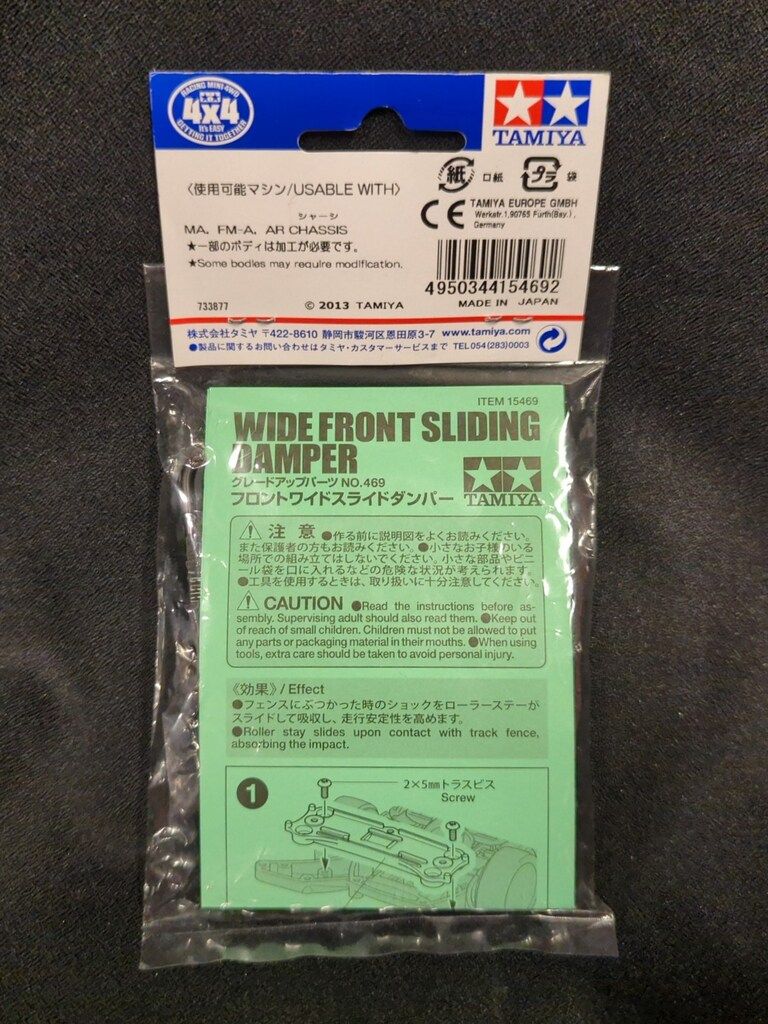 RACING MINI 4WD
4x4
It's EASY
GETTING IT TOGETHER
TAMIYA
紙 口紙 プラ 袋
〈使用可能マシン/USABLE WITH〉
シャーシ
MA, FM-A, AR CHASSIS
★一部のボディは加工が必要です。
★Some bodies may require modification.
CE
TAMIYA EUROPE GMBH
Werkstr.1,90765 Fürth(Bay.),
Germany
4950344154692
733877 © 2013 TAMIYA MADE IN JAPAN
株式会社タミヤ 〒422-8610 静岡市駿河区恩田原3-7 www.tamiya.com
●製品に関するお問い合わせはタミヤ・カスタマーサービスまで TEL054(283)0003
ITEM 15469
WIDE FRONT SLIDING
DAMPER
グレードアップパーツ NO.469
フロントワイドスライドダンパー
TAMIYA
注 意 ●作る前に説明図をよくお読みください。
また保護者の方もお読みください。●小さなお子様のいる
場所での組み立てはしないでください。小さな部品やビニ
ール袋を口に入れるなどの危険な状況が考えられます。
●工具を使用するときは、取り扱いに十分注意してください。
CAUTION ●Read the instructions before as-
sembly. Supervising adult should also read them. ●Keep out
of reach of small children. Children must not be allowed to put
any parts or packaging material in their mouths. ●When using
tools, extra care should be taken to avoid personal injury.
《効果》/ Effect
●フェンスにぶつかった時のショックをローラーステーが
スライドして吸収し、走行安定性を高めます。
●Roller stay slides upon contact with track fence,
absorbing the impact.
1
2×5mmトラスビス
Screw